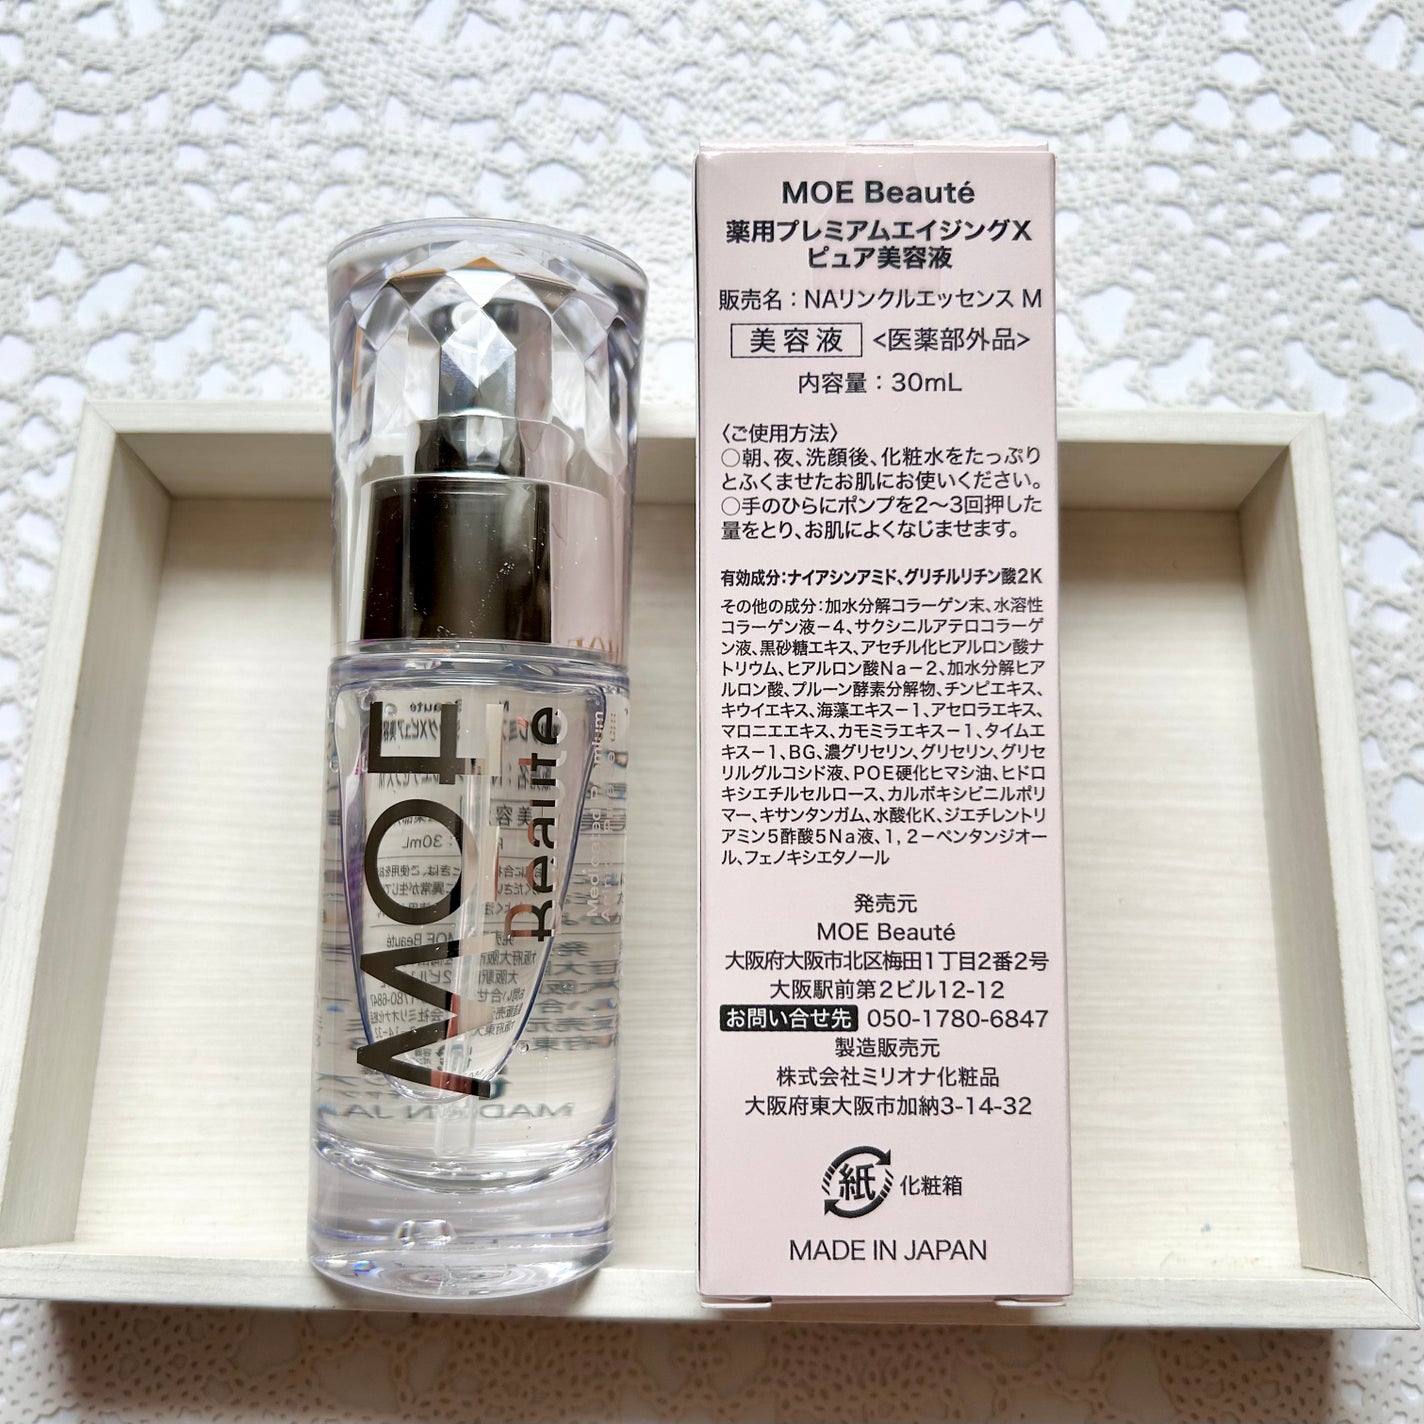 MOE
Beauté
MOE Beauté
薬用プレミアムエイジングX
ピュア美容液
販売名：NAリンクルエッセンス M
美容液 <医薬部外品>
内容量：30mL
〈ご使用方法〉
○朝、夜、洗顔後、化粧水をたっぷり
とふくませたお肌にお使いください。
○手のひらにポンプを2〜3回押した
量をとり、お肌によくなじませます。
有効成分：ナイアシンアミド、グリチルリチン酸2K
その他の成分：加水分解コラーゲン末、水溶性
コラーゲン液－4、サクシニルアテロコラーゲ
ン液、黒砂糖エキス、アセチル化ヒアルロン酸ナ
トリウム、ヒアルロン酸Na－2、加水分解ヒア
ルロン酸、プルーン酵素分解物、チンピエキス、
キウイエキス、海藻エキス－1、アセロラエキス、
マロニエエキス、カモミラエキス－1、タイムエ
キス－1、BG、濃グリセリン、グリセリン、グリセ
リルグルコシド液、POE硬化ヒマシ油、ヒドロ
キシエチルセルロース、カルボキシビニルポリ
マー、キサンタンガム、水酸化K、ジエチレントリ
アミン5酢酸5Na液、1，2－ペンタンジオー
ル、フェノキシエタノール
発売元
MOE Beauté
大阪府大阪市北区梅田1丁目2番2号
大阪駅前第2ビル12-12
お問い合せ先 050-1780-6847
製造販売元
株式会社ミリオナ化粧品
大阪府東大阪市加納3-14-32
紙 化粧箱
MADE IN JAPAN